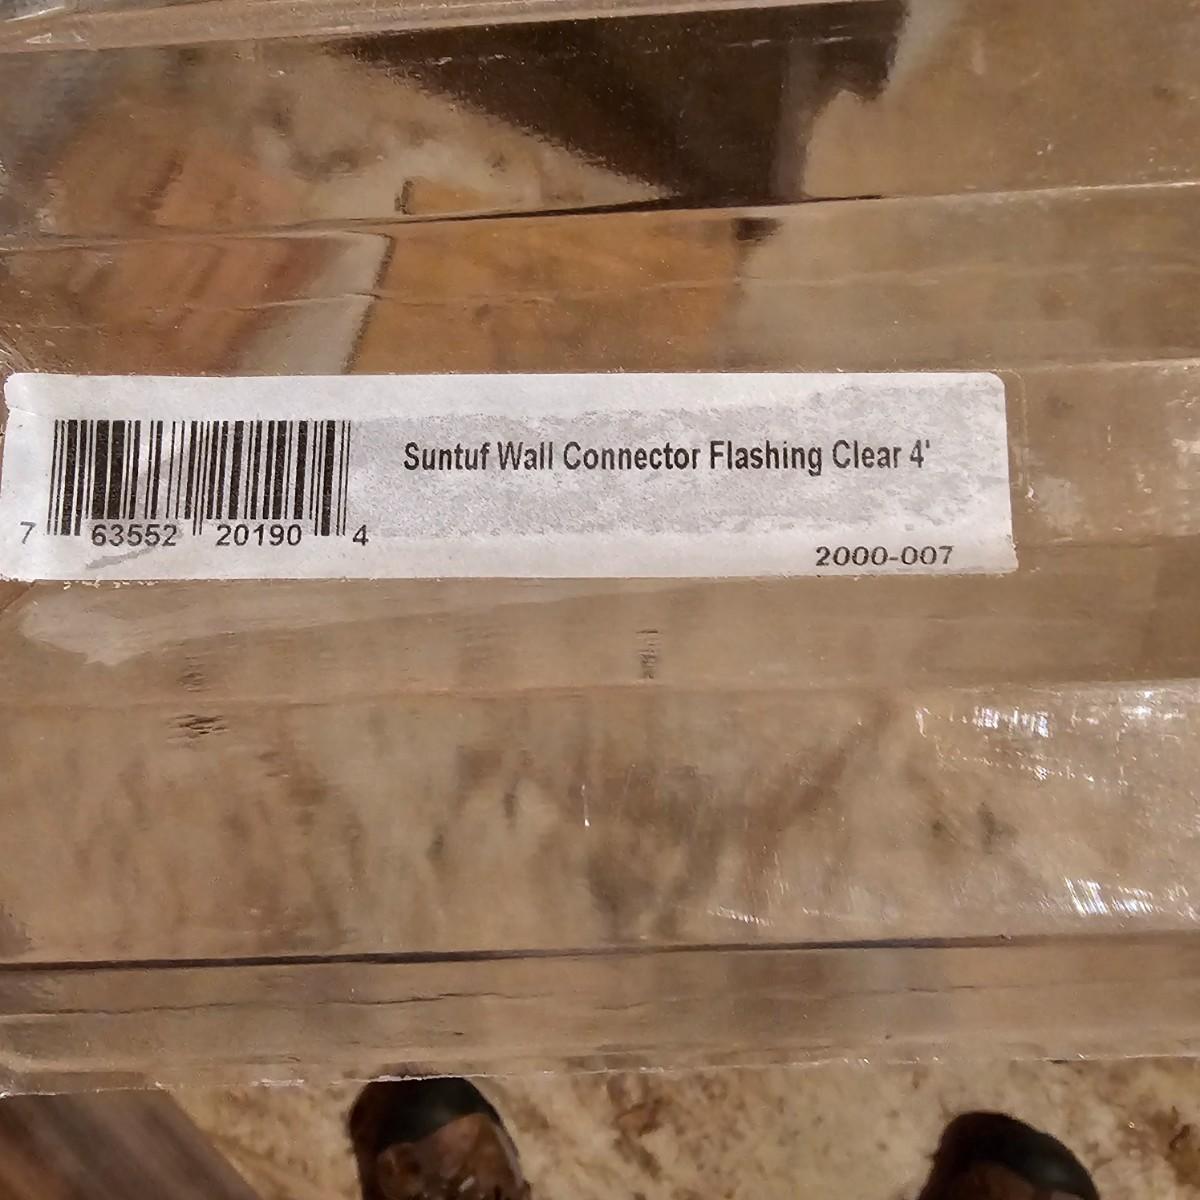 Suntuf Wall Connector Flashing Clear 4'
7 63552 20190 4
2000-007